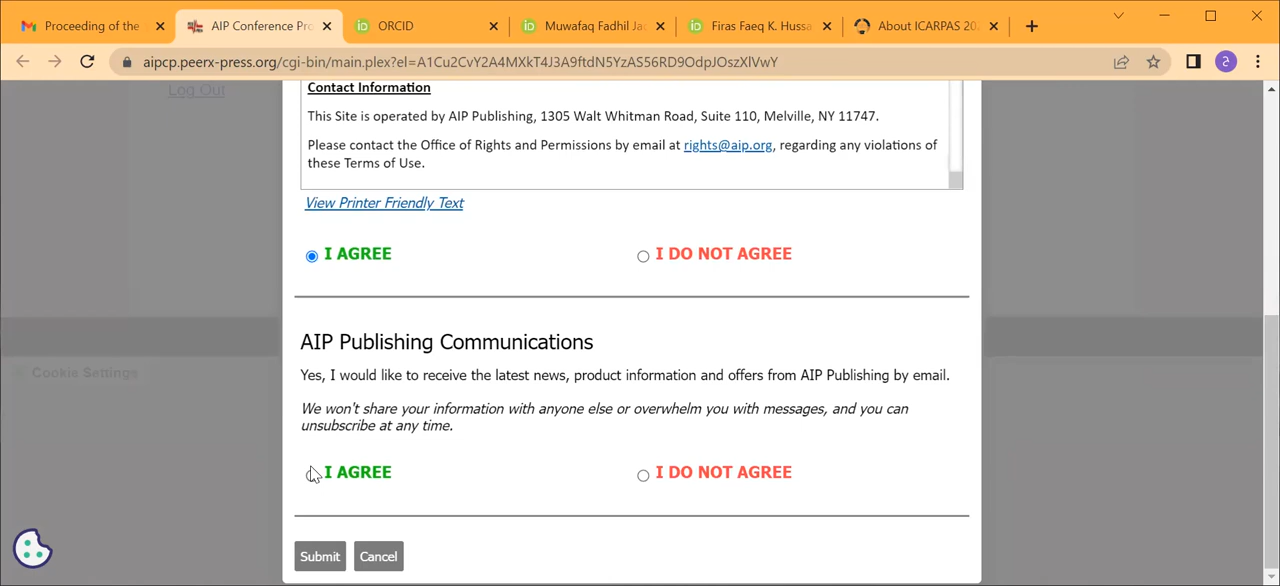 Proceeding of the
AIP Conference Pro
ORCID
Muwafaq Fadhil Ja
Firas Faeq K. Hussa
About ICARPAS 202
aipcp.peerx-press.org/cgi-bin/main.plex?el=A1Cu2CvY2A4MXkT4J3A9ftdN5YzAS56RD9OdpJOszXlVwY
Log Out
Contact Information
This Site is operated by AIP Publishing, 1305 Walt Whitman Road, Suite 110, Melville, NY 11747.
Please contact the Office of Rights and Permissions by email at rights@aip.org, regarding any violations of
these Terms of Use.
View Printer Friendly Text
I AGREE I DO NOT AGREE
AIP Publishing Communications
Yes, I would like to receive the latest news, product information and offers from AIP Publishing by email.
We won't share your information with anyone else or overwhelm you with messages, and you can
unsubscribe at any time.
I AGREE I DO NOT AGREE
Cookie Settings
Submit Cancel